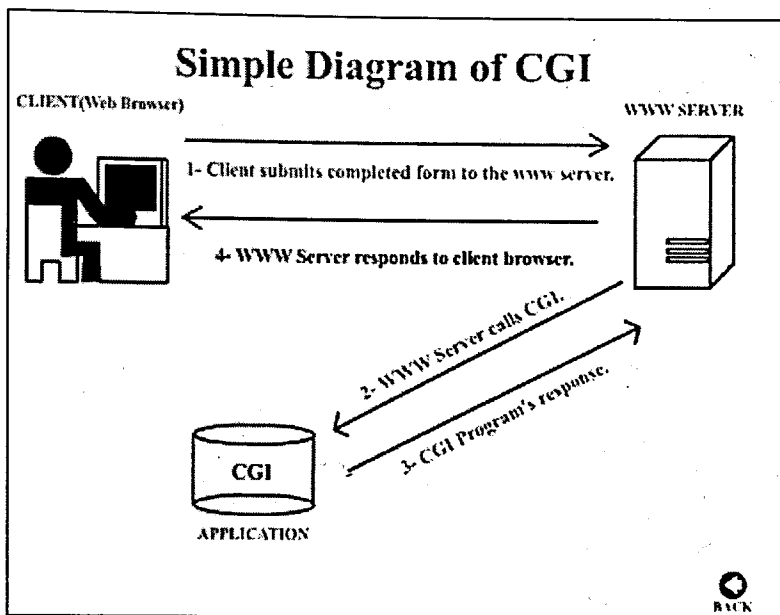 Simple Diagram of CGI
CLIENT(Web Browser)
WWW SERVER
1- Client submits completed form to the www server.
4- WWW Server responds to client browser.
2- WWW Server calls CGI.
3- CGI Program's response.
CGI
APPLICATION
BACK